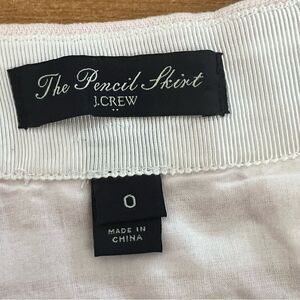 The Pencil Skirt
J.CREW
0
MADE IN
CHINA